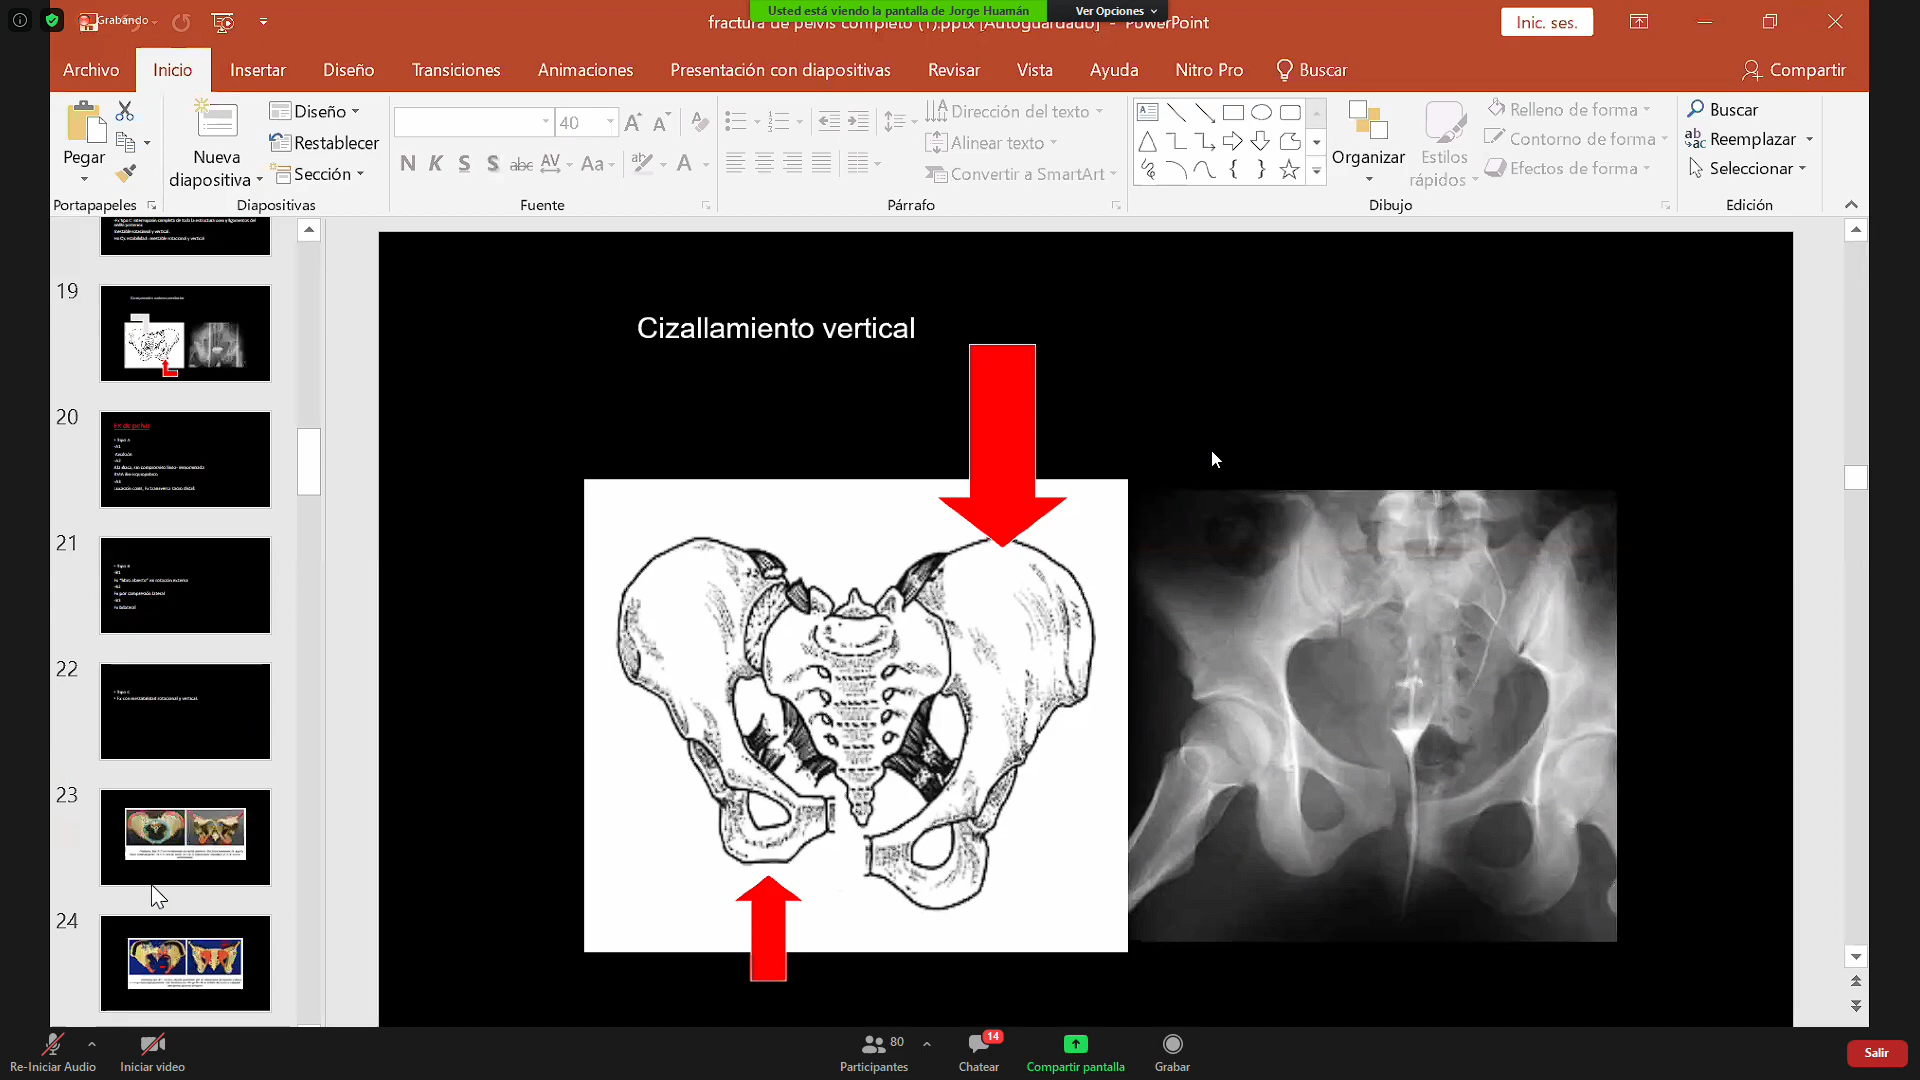 Grabando
fractura de pelvis completo (1).pptx [Autoguardado] - PowerPoint
Usted está viendo la pantalla de Jorge Huamán
Ver Opciones
Inic. ses.
Archivo
Inicio
Insertar
Diseño
Transiciones
Animaciones
Presentación con diapositivas
Revisar
Vista
Ayuda
Nitro Pro
Buscar
Compartir
Pegar
Portapapeles
Nueva
diapositiva
Diseño
Restablecer
Sección
Diapositivas
40
N K S S abc AV Aa A
Fuente
Dirección del texto
Alinear texto
Convertir a SmartArt
Párrafo
Organizar
Estilos
rápidos
Relleno de forma
Contorno de forma
Efectos de forma
Dibujo
Buscar
Reemplazar
Seleccionar
Edición
19
20
21
22
23
24
Cizallamiento vertical
Re-Iniciar Audio
Iniciar video
80
Participantes
14
Chatear
Compartir pantalla
Grabar
Salir